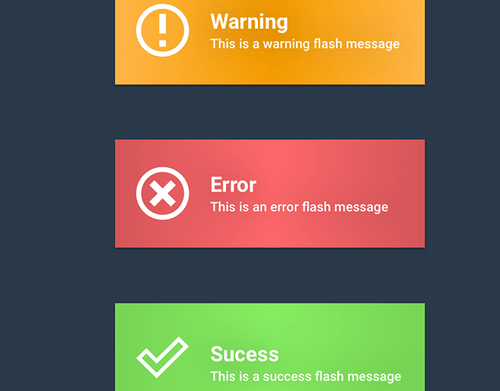 Warning
This is a warning flash message
Error
This is an error flash message
Sucess
This is a success flash message